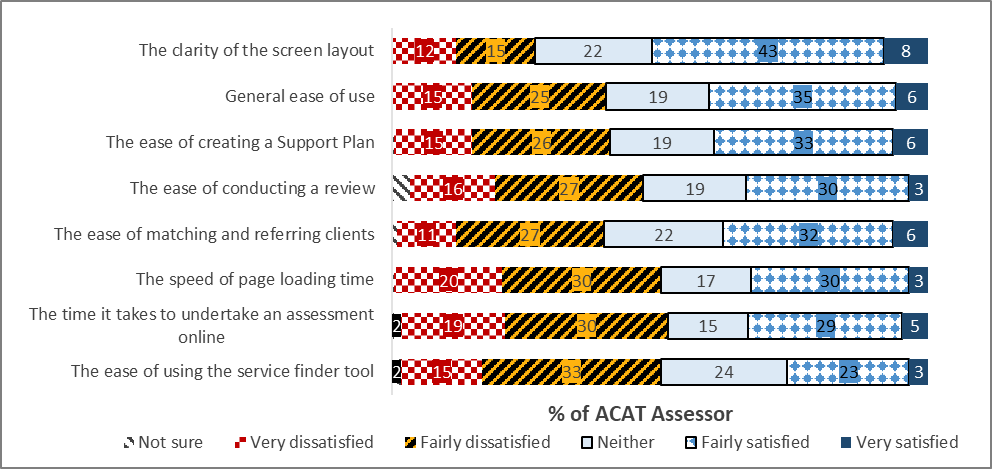 The clarity of the screen layout
12 15 22 43 8
General ease of use
15 25 19 35 6
The ease of creating a Support Plan
15 26 19 33 6
The ease of conducting a review
16 27 19 30 3
The ease of matching and referring clients
11 27 22 32 6
The speed of page loading time
20 30 17 30 3
The time it takes to undertake an assessment
online
2 19 30 15 29 5
The ease of using the service finder tool
2 15 33 24 23 3
% of ACAT Assessor
Not sure Very dissatisfied Fairly dissatisfied Neither Fairly satisfied Very satisfied